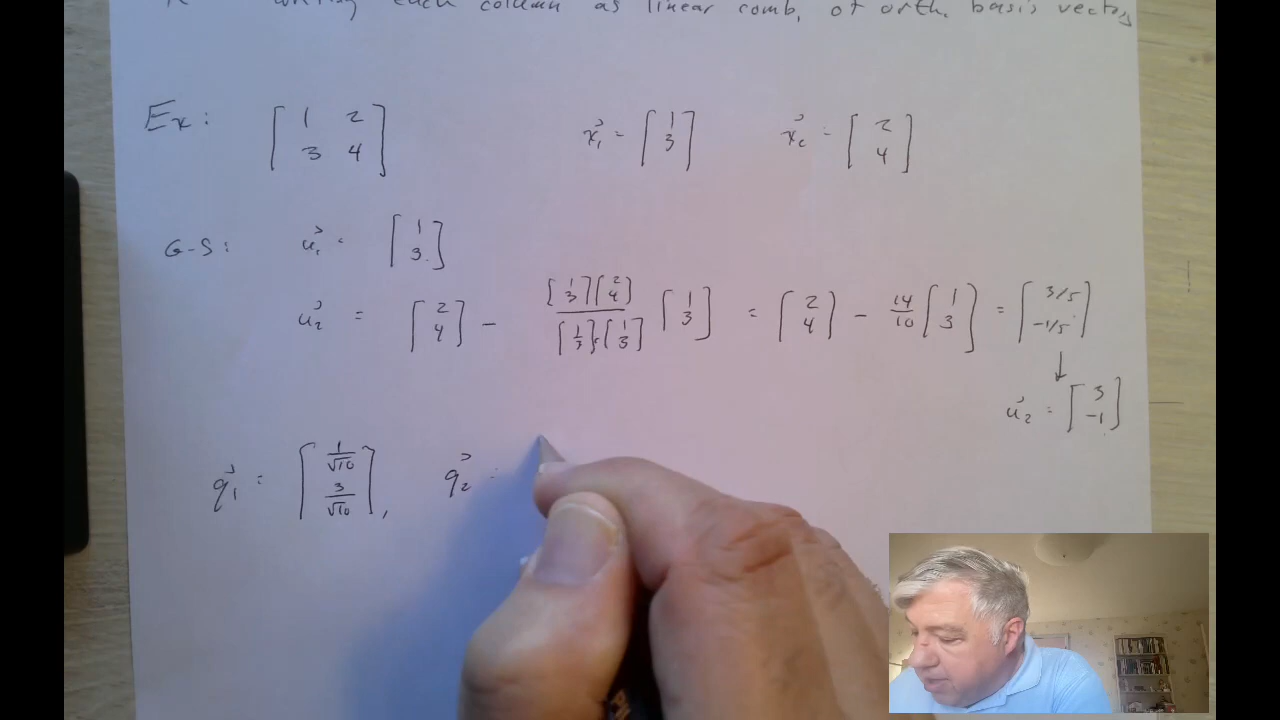 writing each column as linear comb. of orth. basis vectors
Ex: [1 2; 3 4] x⃗₁ = [1; 3] x⃗₂ = [2; 4]
G-S: u⃗₁ = [1; 3]
u⃗₂ = [2; 4] − ([1; 3]·[2; 4])/([1; 3]·[1; 3]) [1; 3] = [2; 4] − 14/10 [1; 3] = [3/5; -1/5]
↓
u⃗₂ = [3; -1]
q⃗₁ = [1/√10; 3/√10], q⃗₂ =